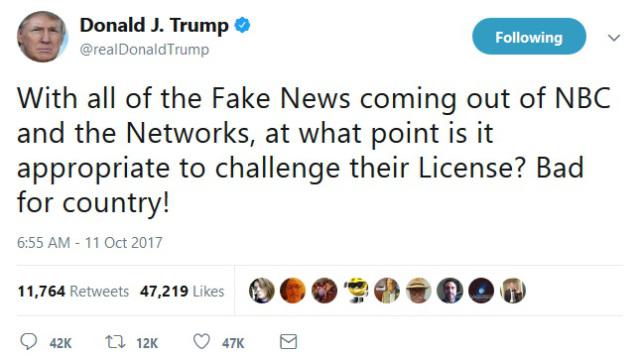 Donald J. Trump
@realDonaldTrump
Following
With all of the Fake News coming out of NBC
and the Networks, at what point is it
appropriate to challenge their License? Bad
for country!
6:55 AM - 11 Oct 2017
11,764 Retweets 47,219 Likes
42K 12K 47K